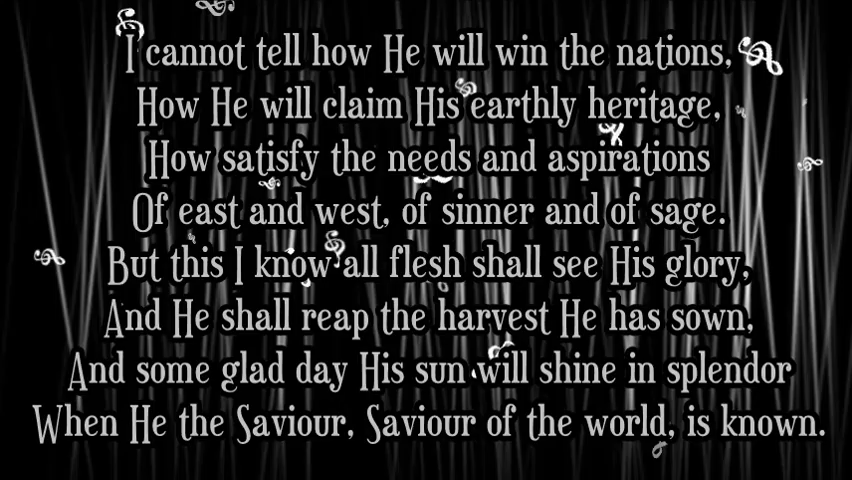 I cannot tell how He will win the nations,
How He will claim His earthly heritage,
How satisfy the needs and aspirations
Of east and west, of sinner and of sage.
But this I know all flesh shall see His glory,
And He shall reap the harvest He has sown,
And some glad day His sun will shine in splendor
When He the Saviour, Saviour of the world, is known.